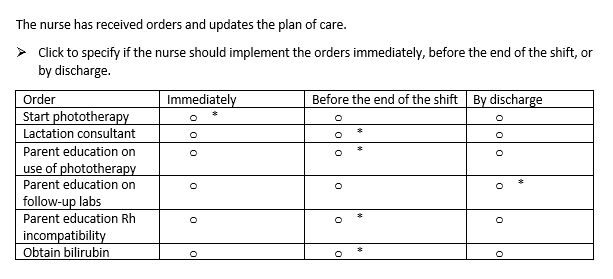 The nurse has received orders and updates the plan of care.
➢ Click to specify if the nurse should implement the orders immediately, before the end of the shift, or
by discharge.
Order Immediately Before the end of the shift By discharge
Start phototherapy ○ * ○ ○
Lactation consultant ○ ○ * ○
Parent education on ○ ○ * ○
use of phototherapy
Parent education on ○ ○ ○ *
follow-up labs
Parent education Rh ○ ○ * ○
incompatibility
Obtain bilirubin ○ ○ * ○